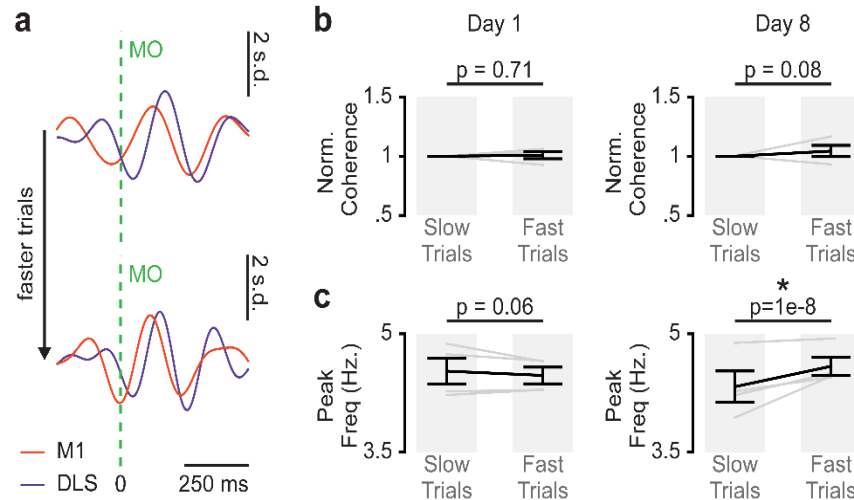 a
MO
2 s.d.
faster trials
MO
2 s.d.
M1
DLS
0
250 ms
b
Day 1
Day 8
p = 0.71
p = 0.08
1.5
1
.5
Norm.
Coherence
Slow
Trials
Fast
Trials
1.5
1
.5
Norm.
Coherence
Slow
Trials
Fast
Trials
c
p = 0.06
*
p=1e-8
5
3.5
Peak
Freq (Hz.)
Slow
Trials
Fast
Trials
5
3.5
Peak
Freq (Hz.)
Slow
Trials
Fast
Trials